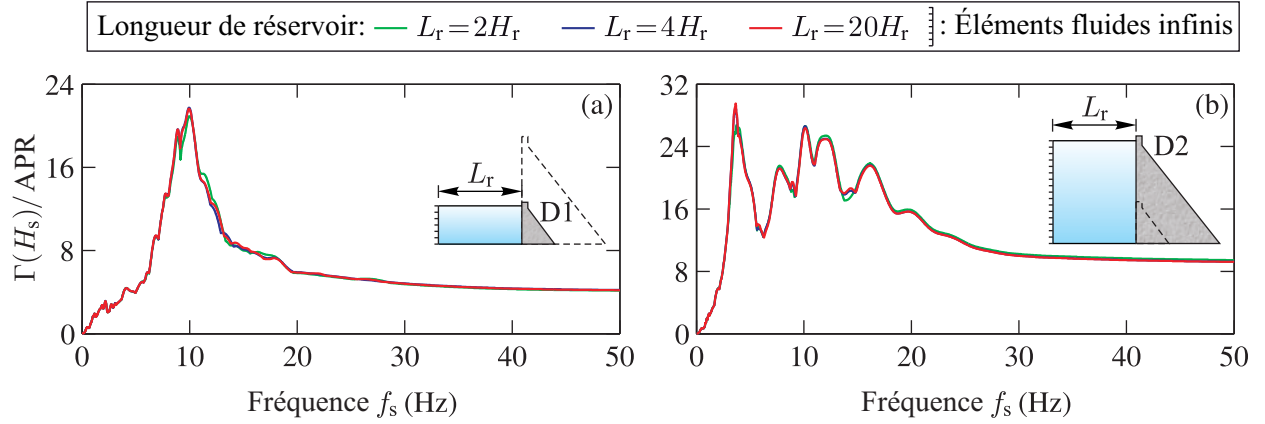 Longueur de réservoir: L_r=2H_r L_r=4H_r L_r=20H_r : Éléments fluides infinis
Γ(H_s)/APR
24
16
8
0
0 10 20 30 40 50
Fréquence f_s (Hz)
(a)
L_r
D1
32
24
16
8
0
0 10 20 30 40 50
Fréquence f_s (Hz)
(b)
L_r
D2